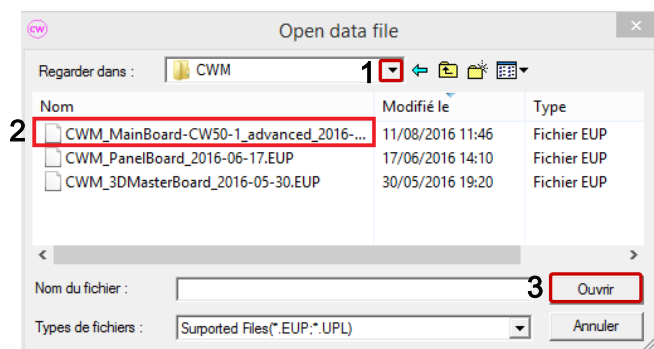 CW Open data file
Regarder dans : CWM 1
Nom Modifié le Type
2 CWM_MainBoard-CW50-1_advanced_2016-... 11/08/2016 11:46 Fichier EUP
CWM_PanelBoard_2016-06-17.EUP 17/06/2016 14:10 Fichier EUP
CWM_3DMasterBoard_2016-05-30.EUP 30/05/2016 19:20 Fichier EUP
Nom du fichier : 3 Ouvrir
Types de fichiers : Surported Files(*.EUP;*.UPL) Annuler